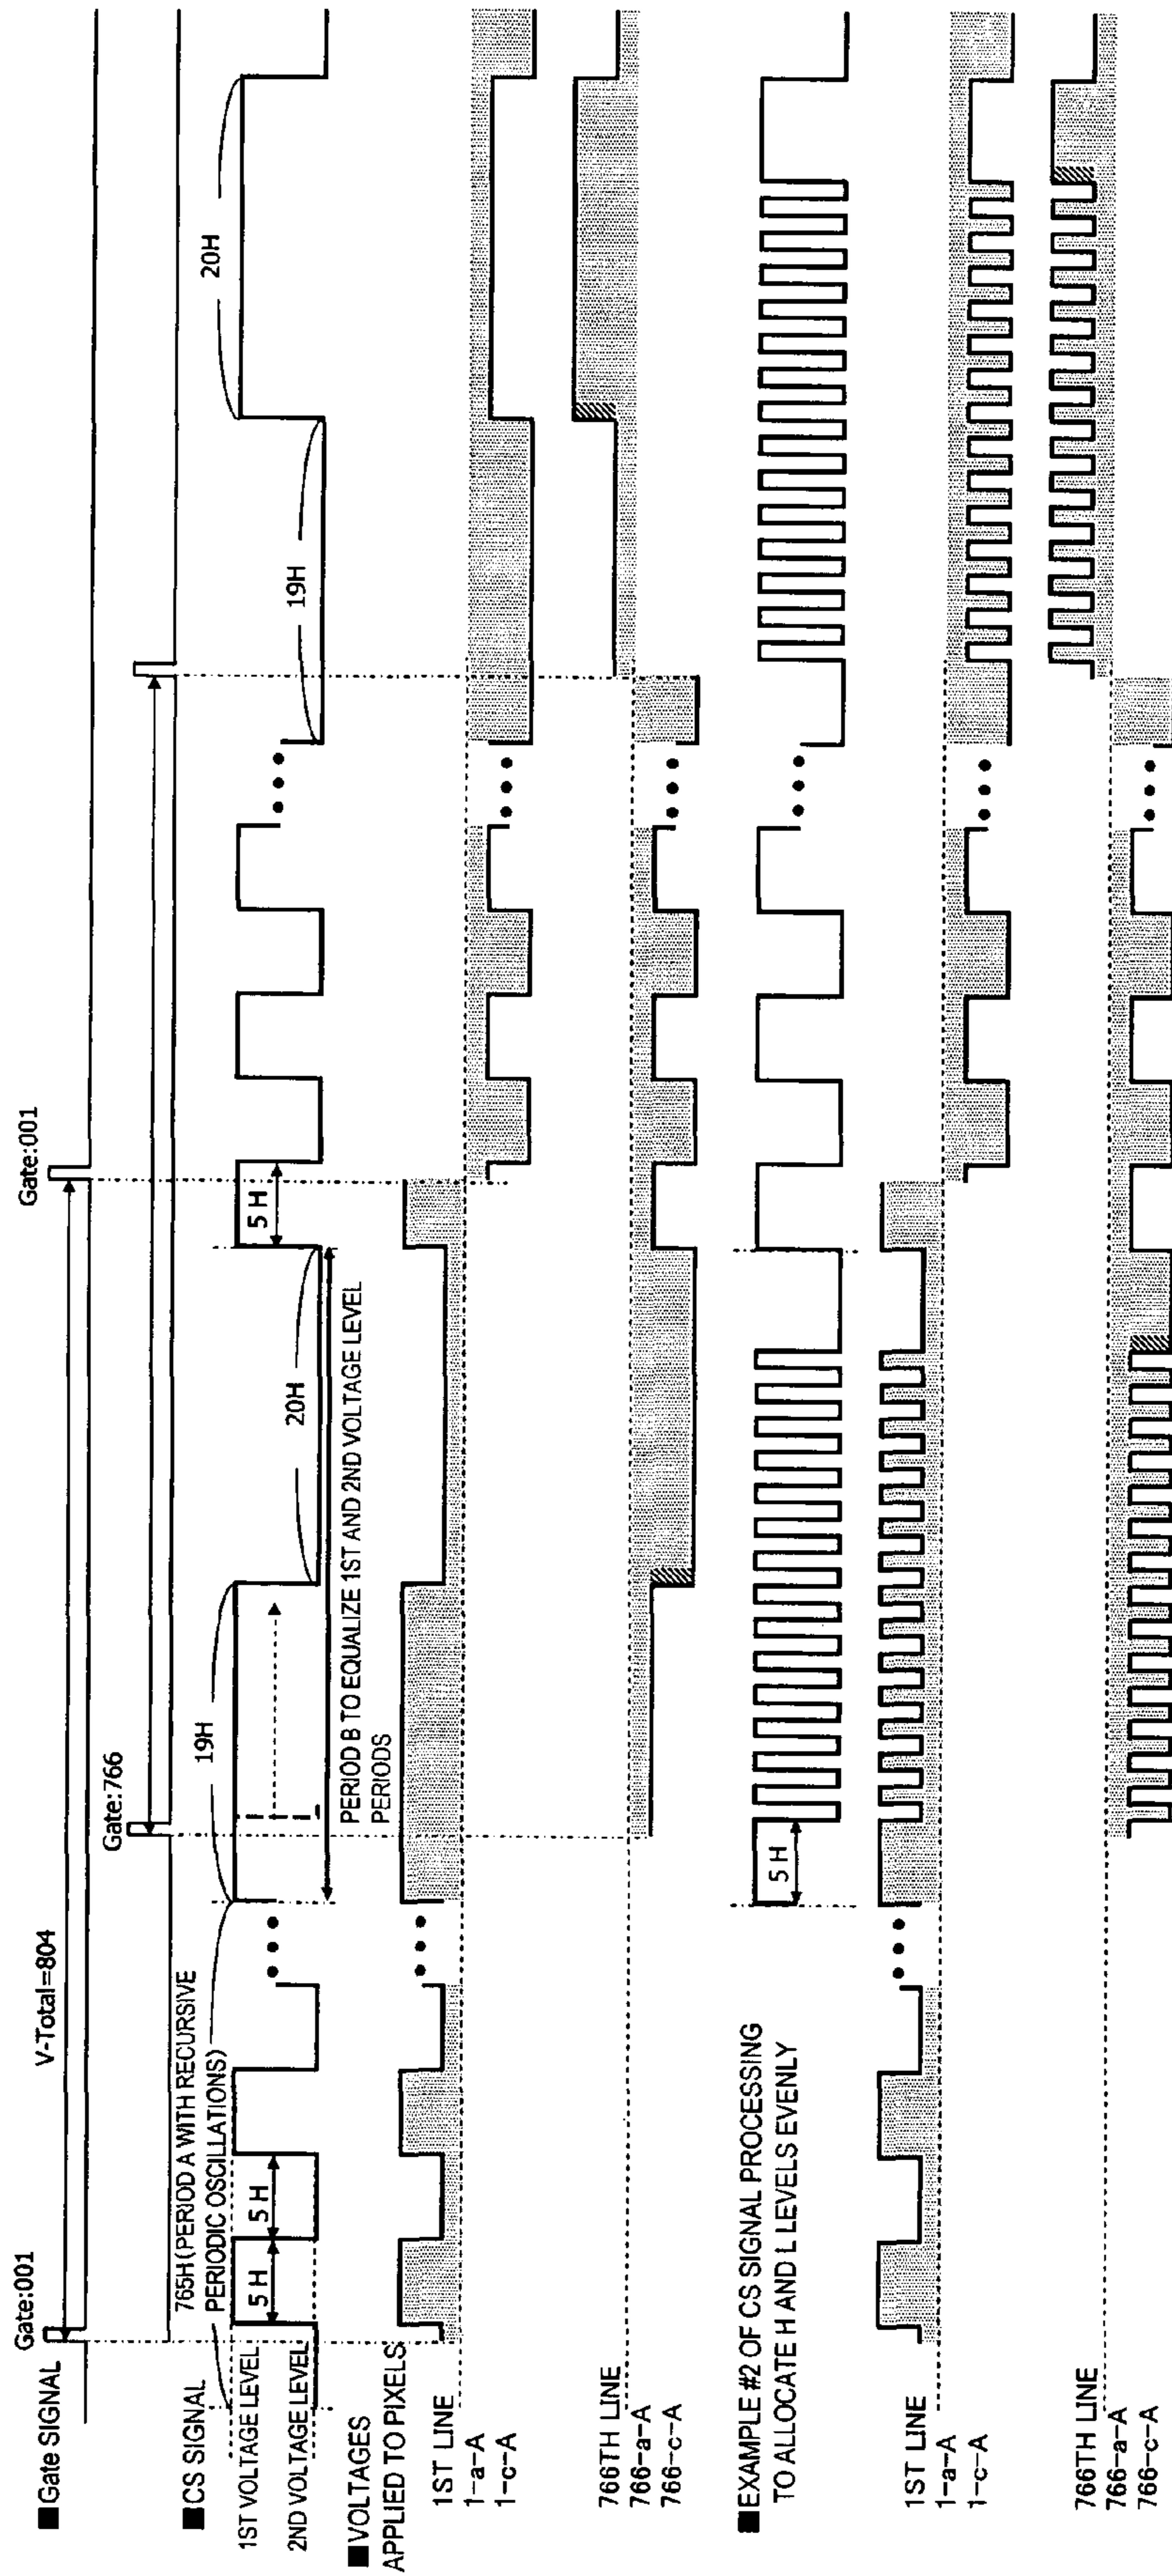 ■Gate SIGNAL
Gate:001
V-Total=804
Gate:766
Gate:001
■CS SIGNAL
765H (PERIOD A WITH RECURSIVE
PERIODIC OSCILLATIONS)
1ST VOLTAGE LEVEL
2ND VOLTAGE LEVEL
5 H
5 H
19H
20H
5 H
19H
20H
PERIOD B TO EQUALIZE 1ST AND 2ND VOLTAGE LEVEL
PERIODS
■VOLTAGES
APPLIED TO PIXELS
1ST LINE
1-a-A
1-c-A
766TH LINE
766-a-A
766-c-A
■EXAMPLE #2 OF CS SIGNAL PROCESSING
TO ALLOCATE H AND L LEVELS EVENLY
5 H
1ST LINE
1-a-A
1-c-A
766TH LINE
766-a-A
766-c-A